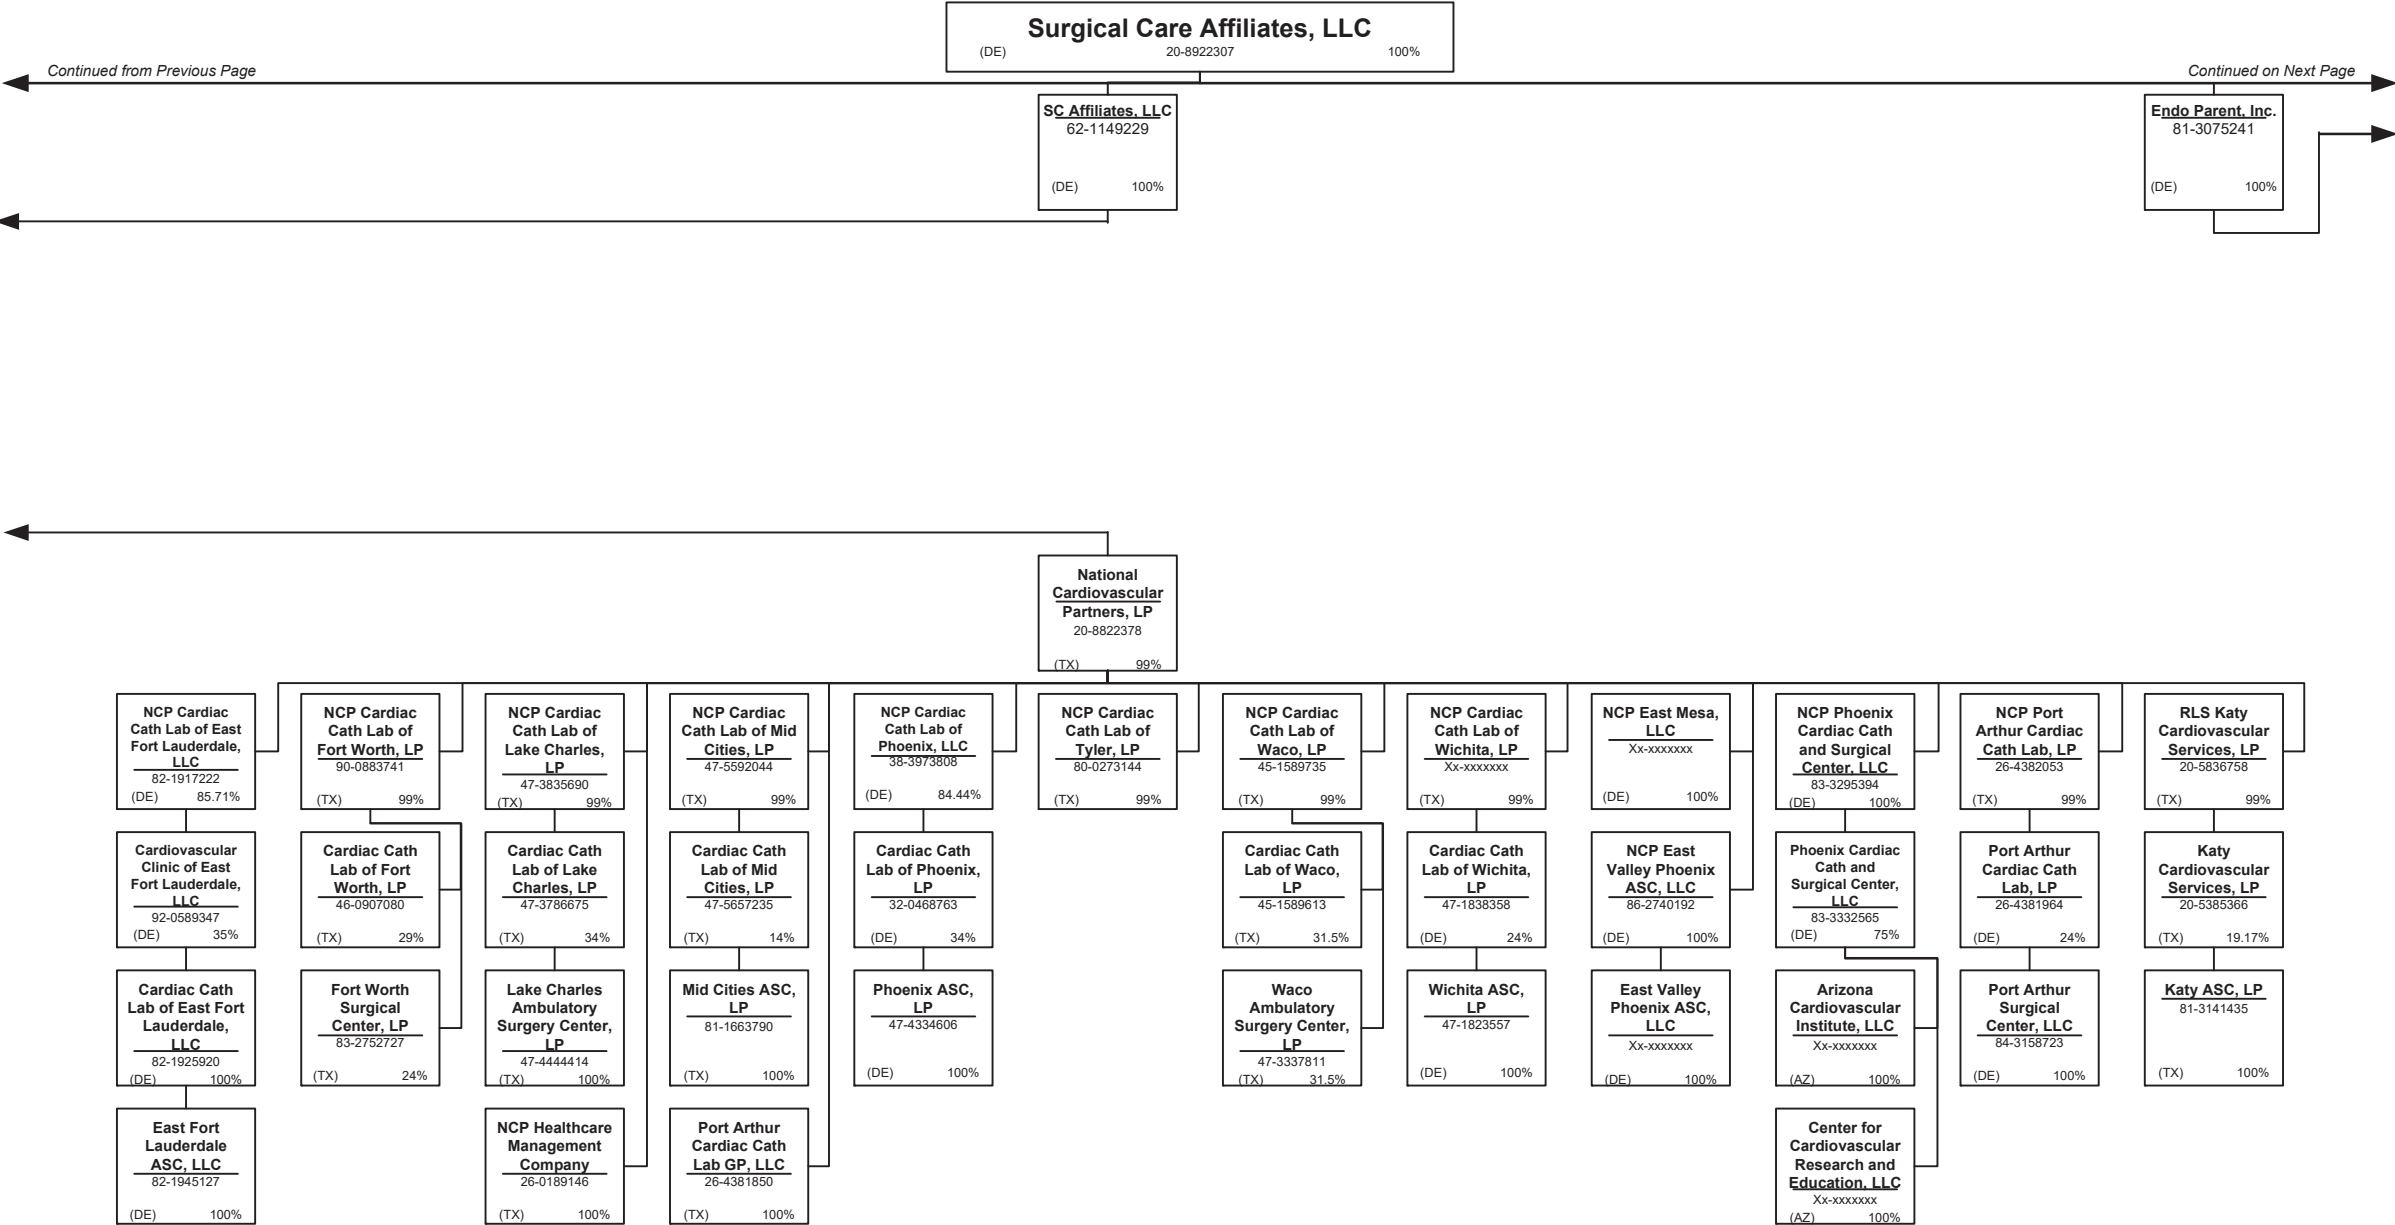 Surgical Care Affiliates, LLC
(DE) 20-8922307 100%
Continued from Previous Page
Continued on Next Page
SC Affiliates, LLC
62-1149229
(DE) 100%
Endo Parent, Inc.
81-3075241
(DE) 100%
National
Cardiovascular
Partners, LP
20-8822378
(TX) 99%
NCP Cardiac
Cath Lab of East
Fort Lauderdale,
LLC
82-1917222
(DE) 85.71%
NCP Cardiac
Cath Lab of
Fort Worth, LP
90-0883741
(TX) 99%
NCP Cardiac
Cath Lab of
Lake Charles,
LP
47-3835690
(TX) 99%
NCP Cardiac
Cath Lab of Mid
Cities, LP
47-5592044
(TX) 99%
NCP Cardiac
Cath Lab of
Phoenix, LLC
38-3973808
(DE) 84.44%
NCP Cardiac
Cath Lab of
Tyler, LP
80-0273144
(TX) 99%
NCP Cardiac
Cath Lab of
Waco, LP
45-1589735
(TX) 99%
NCP Cardiac
Cath Lab of
Wichita, LP
Xx-xxxxxxx
(TX) 99%
NCP East Mesa,
LLC
Xx-xxxxxxx
(DE) 100%
NCP Phoenix
Cardiac Cath
and Surgical
Center, LLC
83-3295394
(DE) 100%
NCP Port
Arthur Cardiac
Cath Lab, LP
26-4382053
(TX) 99%
RLS Katy
Cardiovascular
Services, LP
20-5836758
(TX) 99%
Cardiovascular
Clinic of East
Fort Lauderdale,
LLC
92-0589347
(DE) 35%
Cardiac Cath
Lab of Fort
Worth, LP
46-0907080
(TX) 29%
Cardiac Cath
Lab of Lake
Charles, LP
47-3786675
(TX) 34%
Cardiac Cath
Lab of Mid
Cities, LP
47-5657235
(TX) 14%
Cardiac Cath
Lab of Phoenix,
LP
32-0468763
(DE) 34%
Cardiac Cath
Lab of Waco,
LP
45-1589613
(TX) 31.5%
Cardiac Cath
Lab of Wichita,
LP
47-1838358
(DE) 24%
NCP East
Valley Phoenix
ASC, LLC
86-2740192
(DE) 100%
Phoenix Cardiac
Cath and
Surgical Center,
LLC
83-3332565
(DE) 75%
Port Arthur
Cardiac Cath
Lab, LP
26-4381964
(DE) 24%
Katy
Cardiovascular
Services, LP
20-5385366
(TX) 19.17%
Cardiac Cath
Lab of East Fort
Lauderdale,
LLC
82-1925920
(DE) 100%
Fort Worth
Surgical
Center, LP
83-2752727
(TX) 24%
Lake Charles
Ambulatory
Surgery Center,
LP
47-4444414
(TX) 100%
Mid Cities ASC,
LP
81-1663790
(TX) 100%
Phoenix ASC,
LP
47-4334606
(DE) 100%
Waco
Ambulatory
Surgery Center,
LP
47-3337811
(TX) 31.5%
Wichita ASC,
LP
47-1823557
(DE) 100%
East Valley
Phoenix ASC,
LLC
Xx-xxxxxxx
(DE) 100%
Arizona
Cardiovascular
Institute, LLC
Xx-xxxxxxx
(AZ) 100%
Port Arthur
Surgical
Center, LLC
84-3158723
(DE) 100%
Katy ASC, LP
81-3141435
(TX) 100%
East Fort
Lauderdale
ASC, LLC
82-1945127
(DE) 100%
NCP Healthcare
Management
Company
26-0189146
(TX) 100%
Port Arthur
Cardiac Cath
Lab GP, LLC
26-4381850
(TX) 100%
Center for
Cardiovascular
Research and
Education, LLC
Xx-xxxxxxx
(AZ) 100%